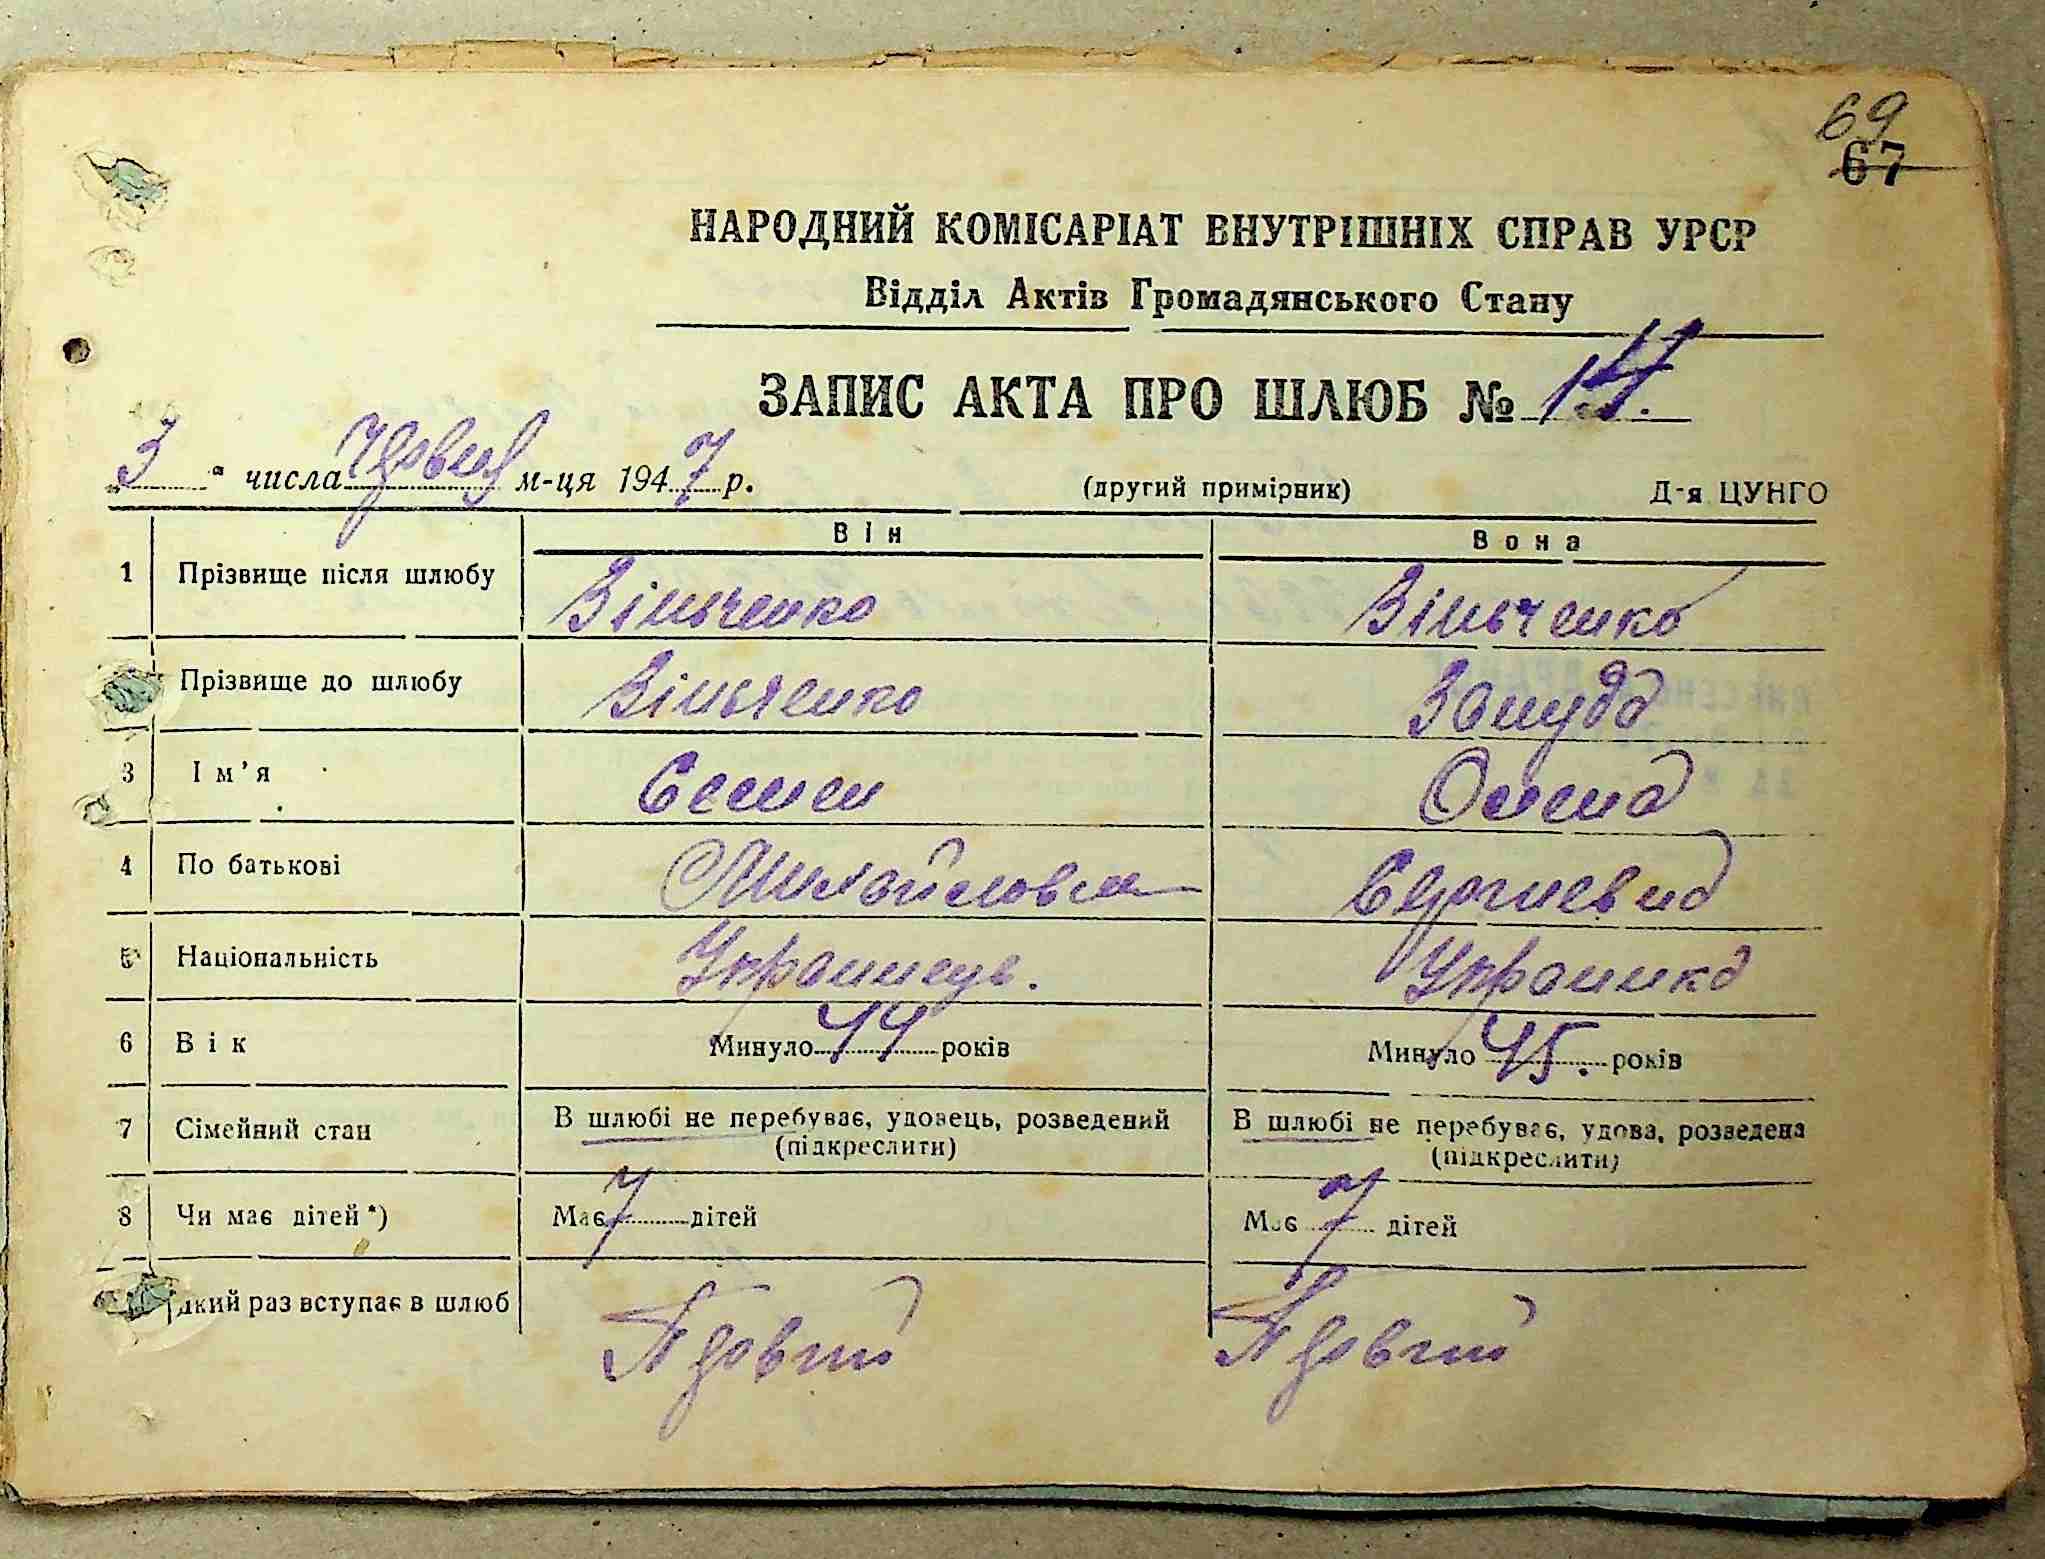 69
67
НАРОДНИЙ КОМІСАРІАТ ВНУТРІШНІХ СПРАВ УРСР
Відділ Актів Громадянського Стану
ЗАПИС АКТА ПРО ШЛЮБ № 14.
3 " числа червня м-ця 1947 р. (другий примірник) Д-я ЦУНГО
Він Вона
1 Прізвище після шлюбу Вільченко Вільченко
Прізвище до шлюбу Вільченко Зануда
3 Ім'я Семен Олена
4 По батькові Михайлович Сергиевна
5 Національність Українець. Українка
6 Вік Минуло 44 років Минуло 45. років
7 Сімейний стан В шлюбі не перебуває, удовець, розведений (підкреслити) В шлюбі не перебуває, удова, розведена (підкреслити)
8 Чи має дітей *) Має 7 дітей Має 7 дітей
який раз вступає в шлюб Первий Первий